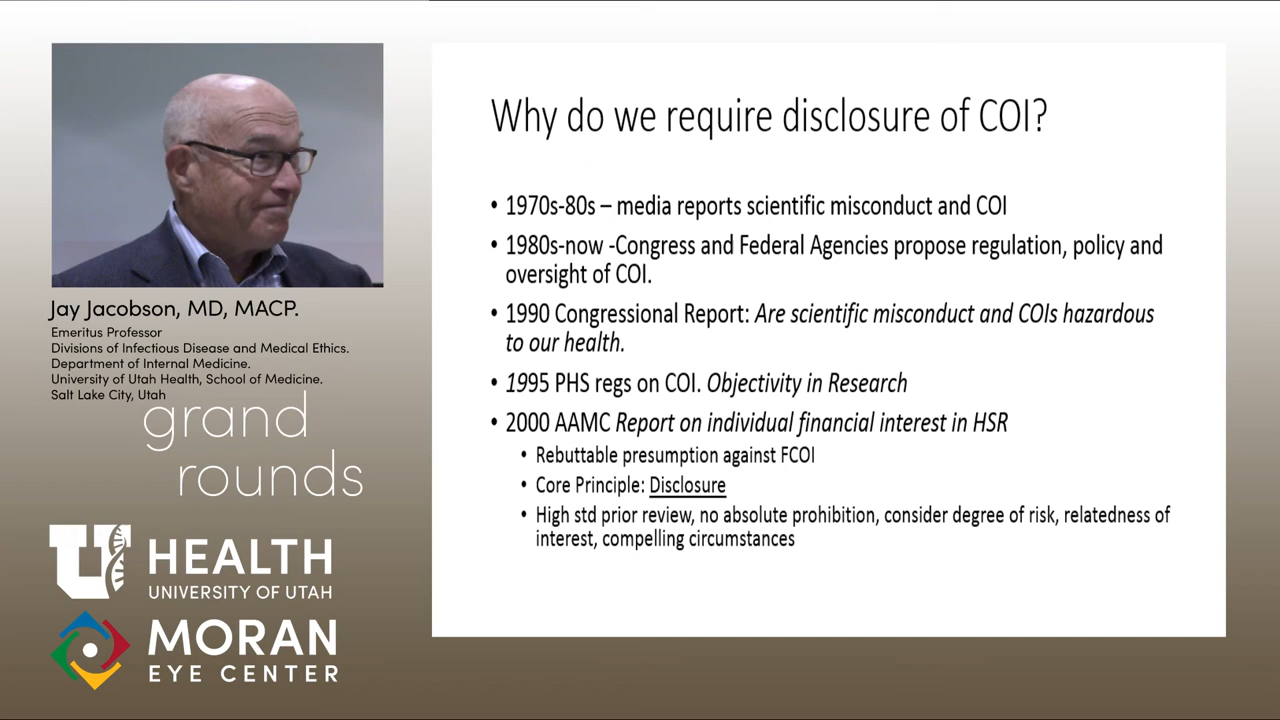 Why do we require disclosure of COI?
• 1970s-80s – media reports scientific misconduct and COI
• 1980s-now -Congress and Federal Agencies propose regulation, policy and
oversight of COI.
• 1990 Congressional Report: Are scientific misconduct and COIs hazardous
to our health.
• 1995 PHS regs on COI. Objectivity in Research
• 2000 AAMC Report on individual financial interest in HSR
• Rebuttable presumption against FCOI
• Core Principle: Disclosure
• High std prior review, no absolute prohibition, consider degree of risk, relatedness of
interest, compelling circumstances
Jay Jacobson, MD, MACP.
Emeritus Professor
Divisions of Infectious Disease and Medical Ethics.
Department of Internal Medicine.
University of Utah Health, School of Medicine.
Salt Lake City, Utah
grand
rounds
U HEALTH
UNIVERSITY OF UTAH
MORAN
EYE CENTER